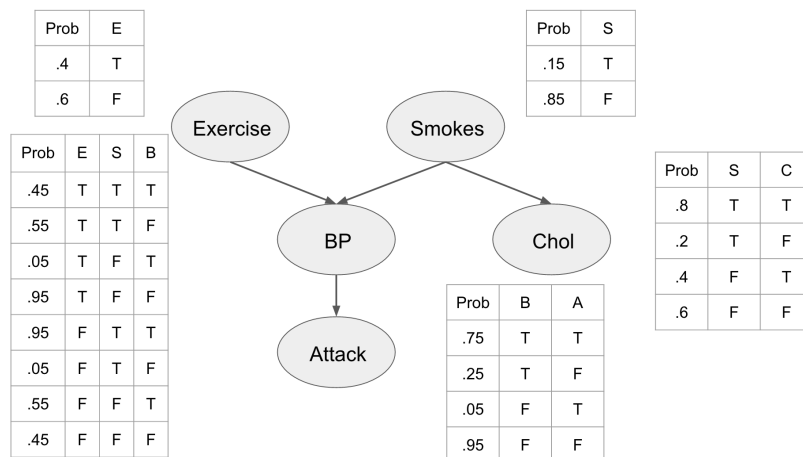 Prob E
.4 T
.6 F
Prob S
.15 T
.85 F
Exercise
Smokes
Prob E S B
.45 T T T
.55 T T F
.05 T F T
.95 T F F
.95 F T T
.05 F T F
.55 F F T
.45 F F F
BP
Chol
Prob S C
.8 T T
.2 T F
.4 F T
.6 F F
Attack
Prob B A
.75 T T
.25 T F
.05 F T
.95 F F